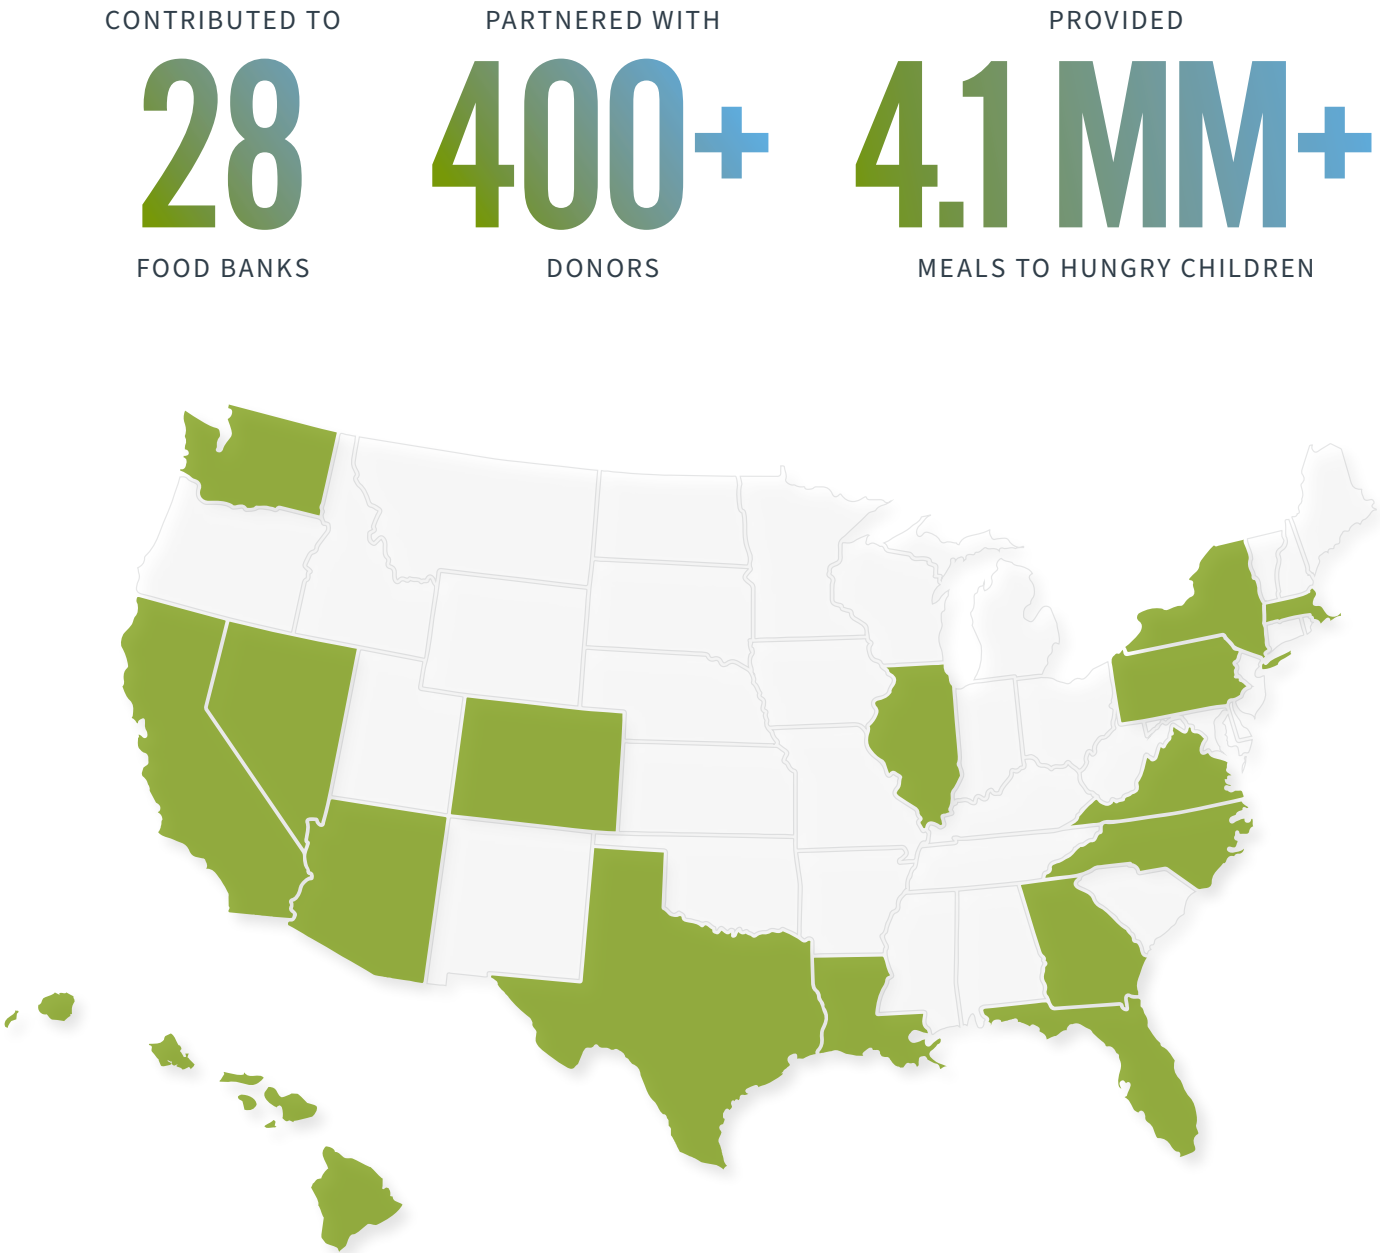 CONTRIBUTED TO
28
FOOD BANKS
PARTNERED WITH
400+
DONORS
PROVIDED
4.1 MM+
MEALS TO HUNGRY CHILDREN